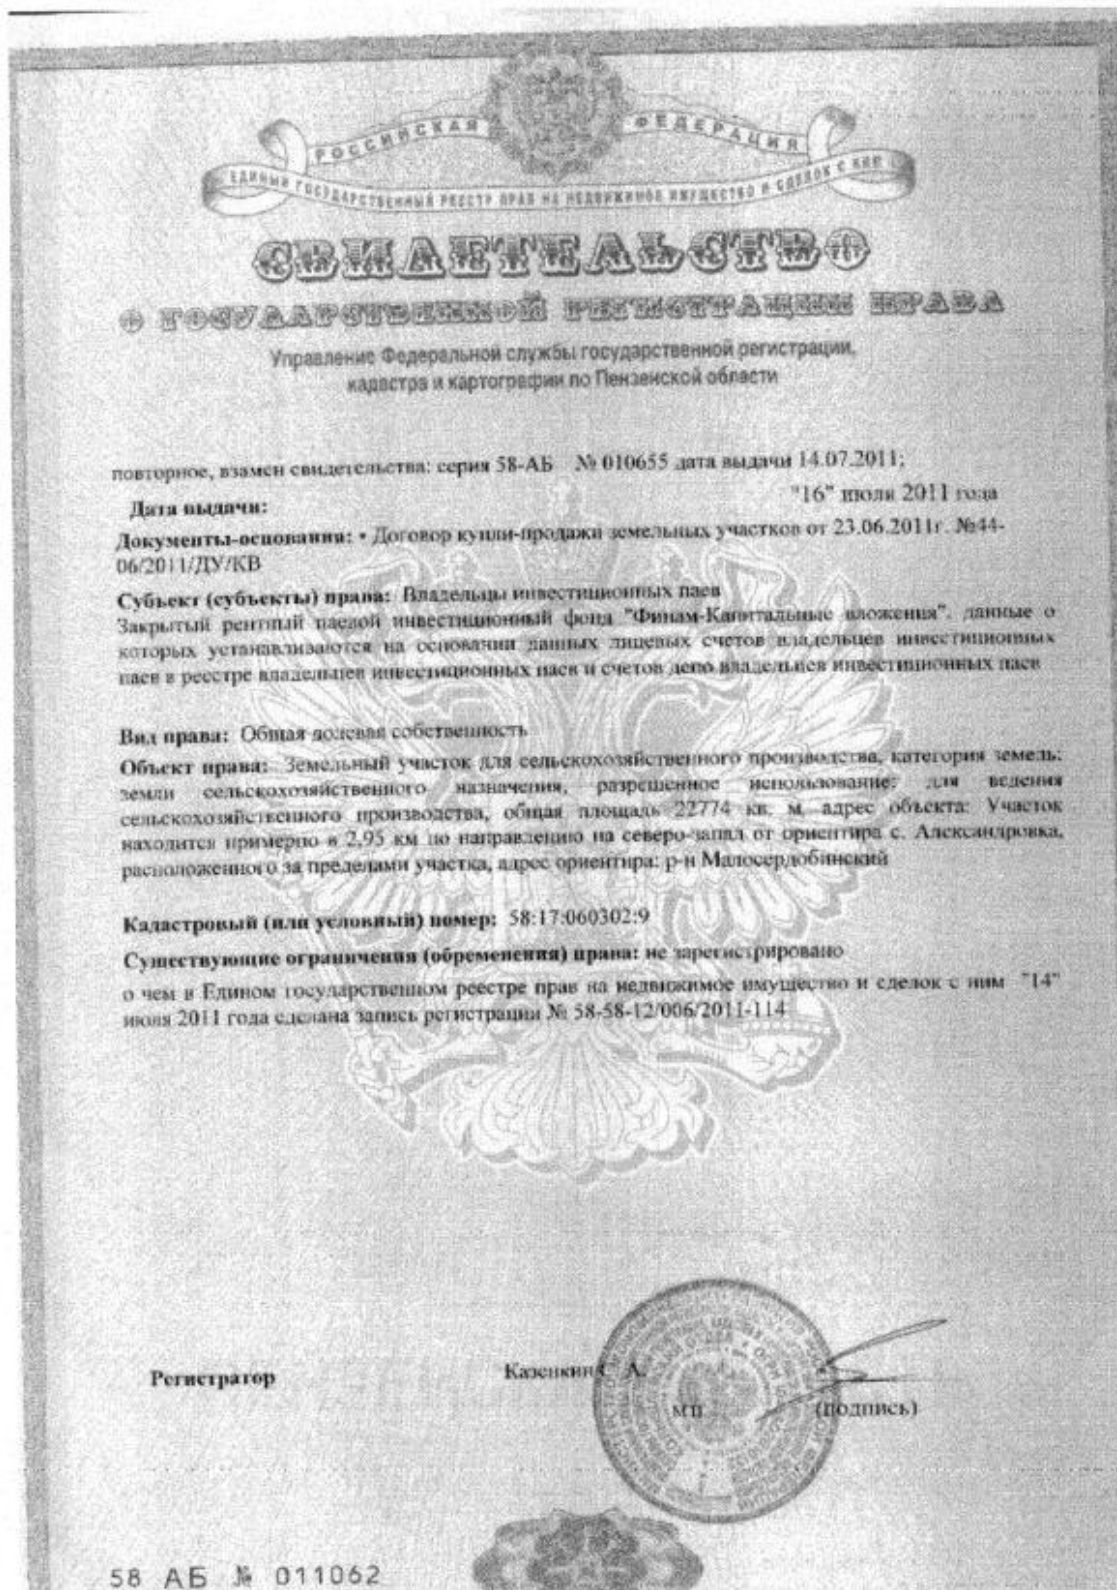 РОССИЙСКАЯ ФЕДЕРАЦИЯ
ЕДИНЫЙ ГОСУДАРСТВЕННЫЙ РЕЕСТР ПРАВ НА НЕДВИЖИМОЕ ИМУЩЕСТВО И СДЕЛОК С НИМ
СВИДЕТЕЛЬСТВО
О ГОСУДАРСТВЕННОЙ РЕГИСТРАЦИИ ПРАВА
Управление Федеральной службы государственной регистрации,
кадастра и картографии по Пензенской области
повторное, взамен свидетельства: серия 58-АБ № 010655 дата выдачи 14.07.2011;
Дата выдачи: "16" июля 2011 года
Документы-основания: • Договор купли-продажи земельных участков от 23.06.2011г. №44-
06/2011/ДУ/КВ
Субъект (субъекты) права: Владельцы инвестиционных паев
Закрытый рентный паевой инвестиционный фонд "Финам-Капитальные вложения", данные о
которых устанавливаются на основании данных лицевых счетов владельцев инвестиционных
паев в реестре владельцев инвестиционных паев и счетов депо владельцев инвестиционных паев
Вид права: Общая долевая собственность
Объект права: Земельный участок для сельскохозяйственного производства, категория земель:
земли сельскохозяйственного назначения, разрешенное использование: для ведения
сельскохозяйственного производства, общая площадь 22774 кв. м, адрес объекта: Участок
находится примерно в 2,95 км по направлению на северо-запад от ориентира с. Александровка,
расположенного за пределами участка, адрес ориентира: р-н Малосердобинский
Кадастровый (или условный) номер: 58:17:060302:9
Существующие ограничения (обременения) права: не зарегистрировано
о чем в Едином государственном реестре прав на недвижимое имущество и сделок с ним "14"
июля 2011 года сделана запись регистрации № 58-58-12/006/2011-114
Регистратор Казенкин С. А.
м.п. (подпись)
58 АБ № 011062